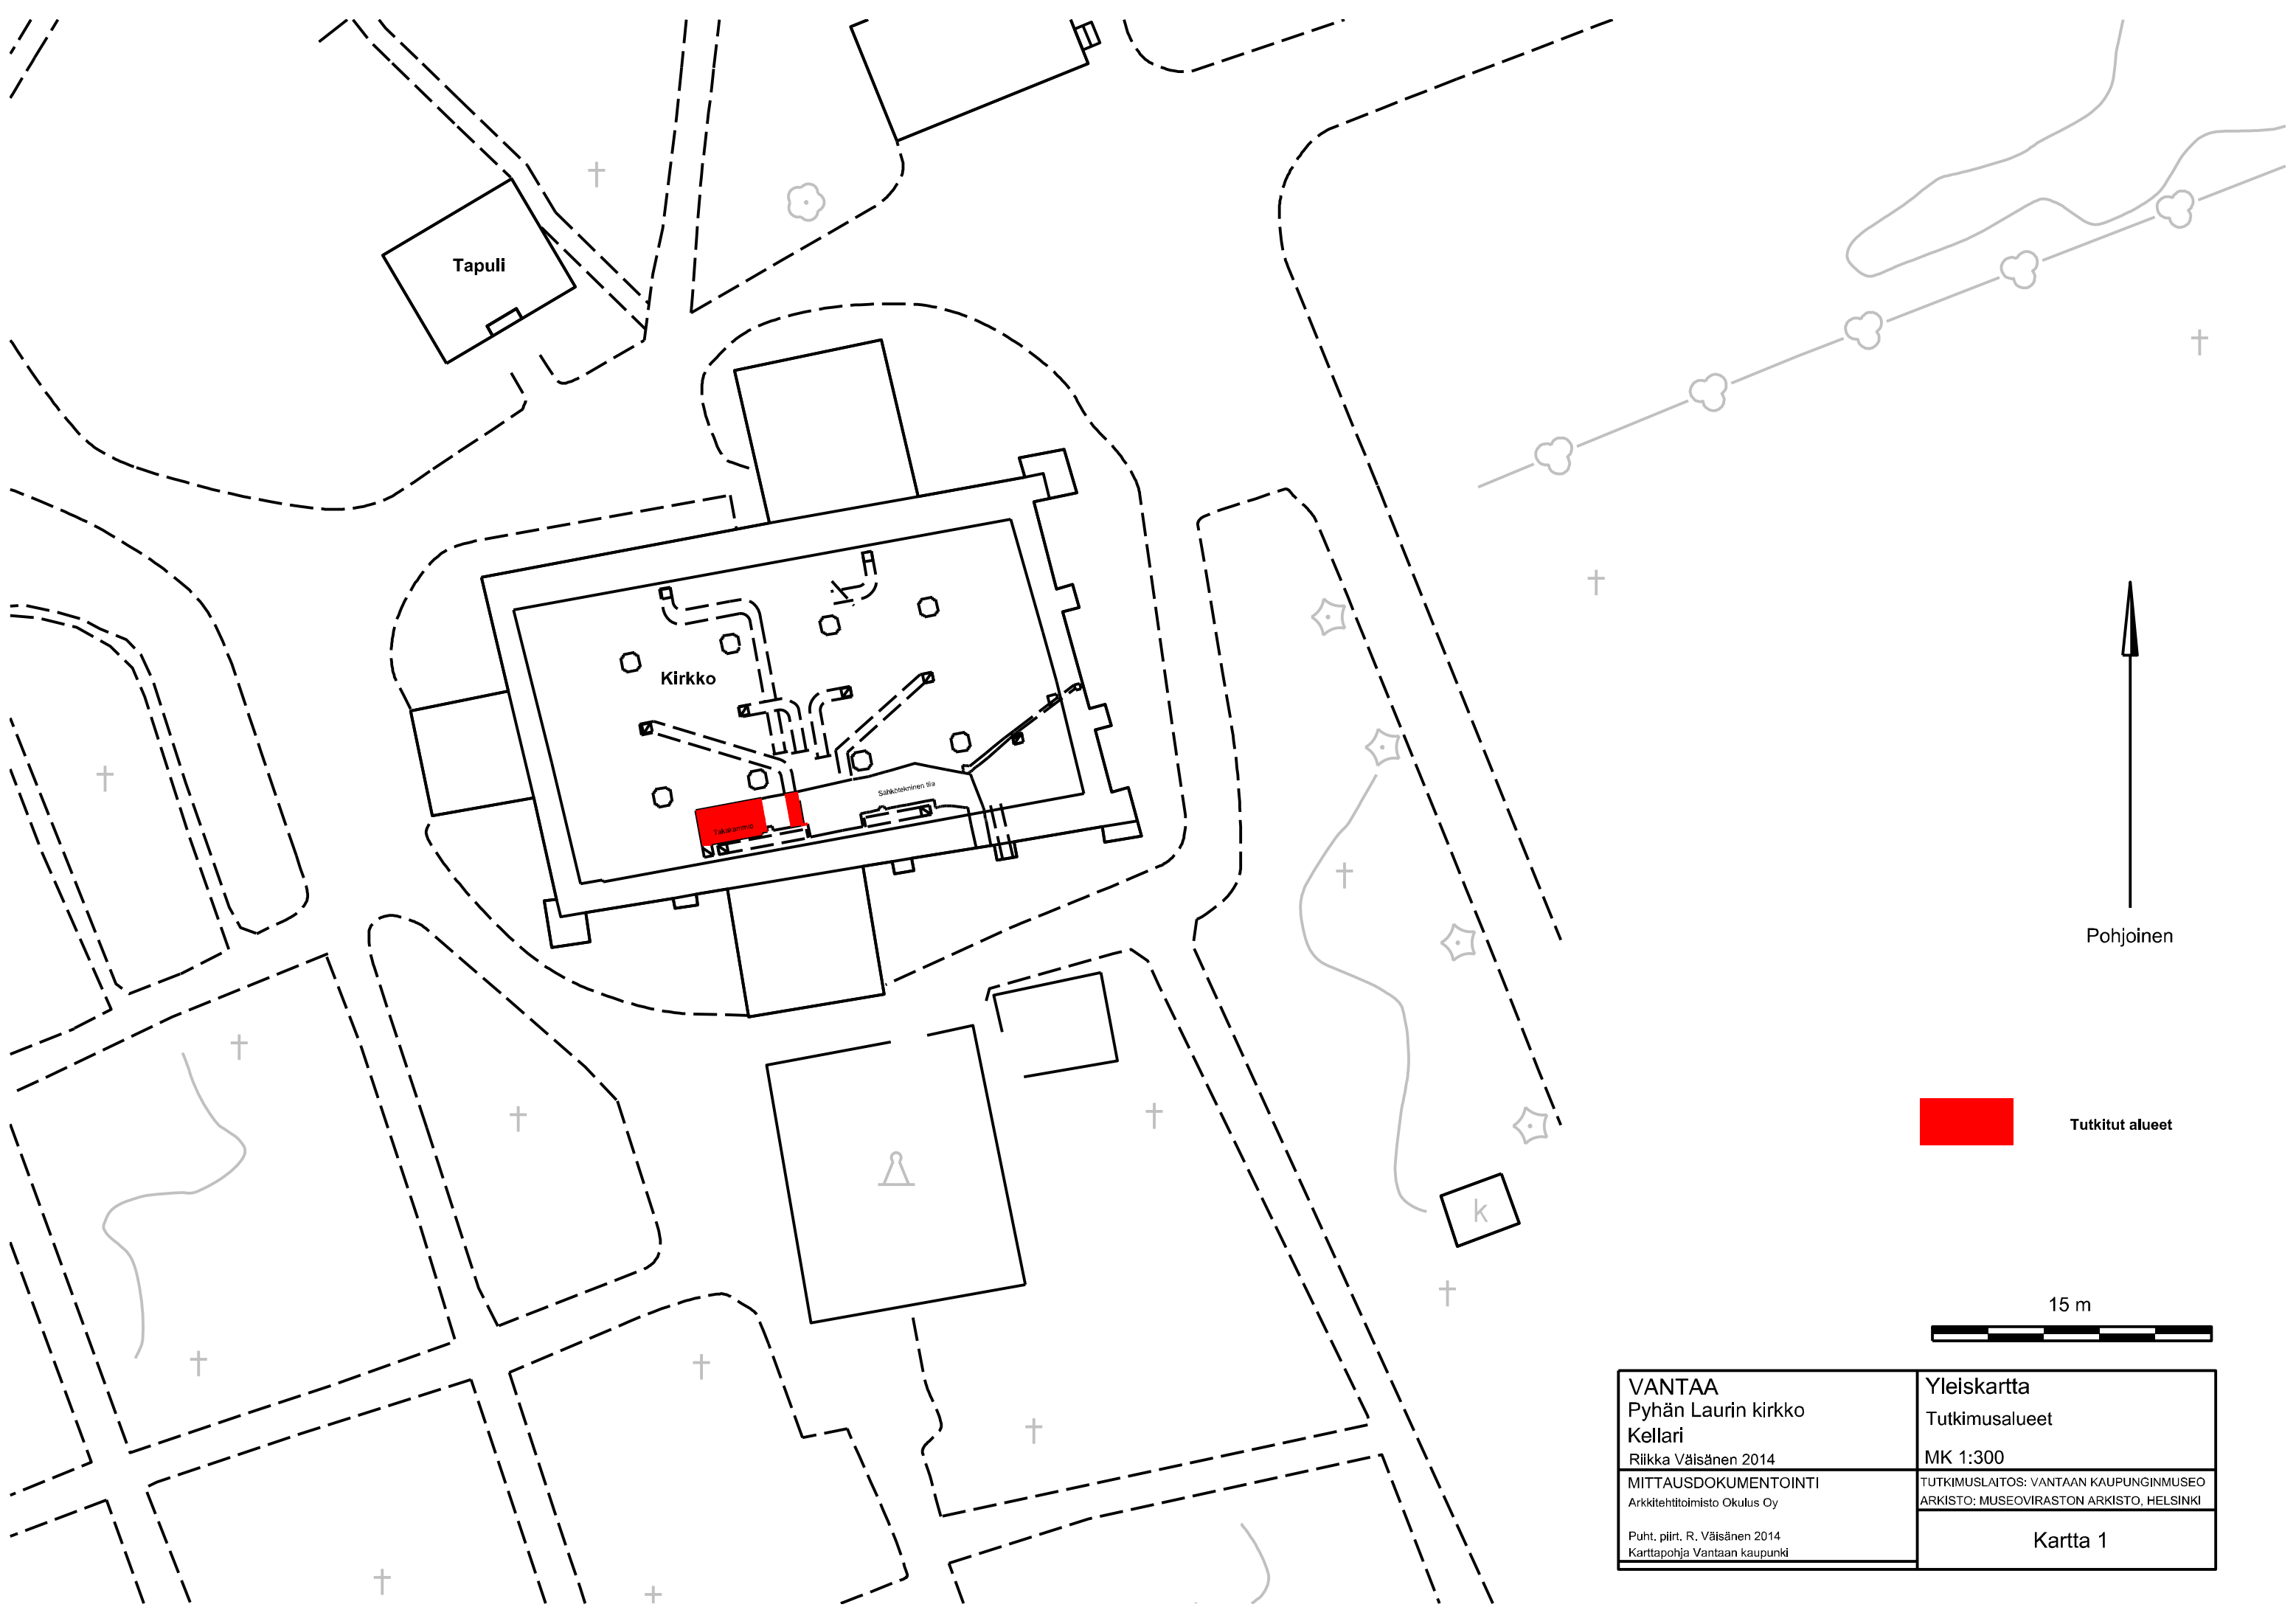 Tapuli
Kirkko
Sähkötekninen tila
Takakammio
Pohjoinen
Tutkitut alueet
k
15 m
VANTAA
Pyhän Laurin kirkko
Kellari
Riikka Väisänen 2014
MITTAUSDOKUMENTOINTI
Arkkitehtitoimisto Okulus Oy
Puht. piirt. R. Väisänen 2014
Karttapohja Vantaan kaupunki
Yleiskartta
Tutkimusalueet
MK 1:300
TUTKIMUSLAITOS: VANTAAN KAUPUNGINMUSEO
ARKISTO: MUSEOVIRASTON ARKISTO, HELSINKI
Kartta 1